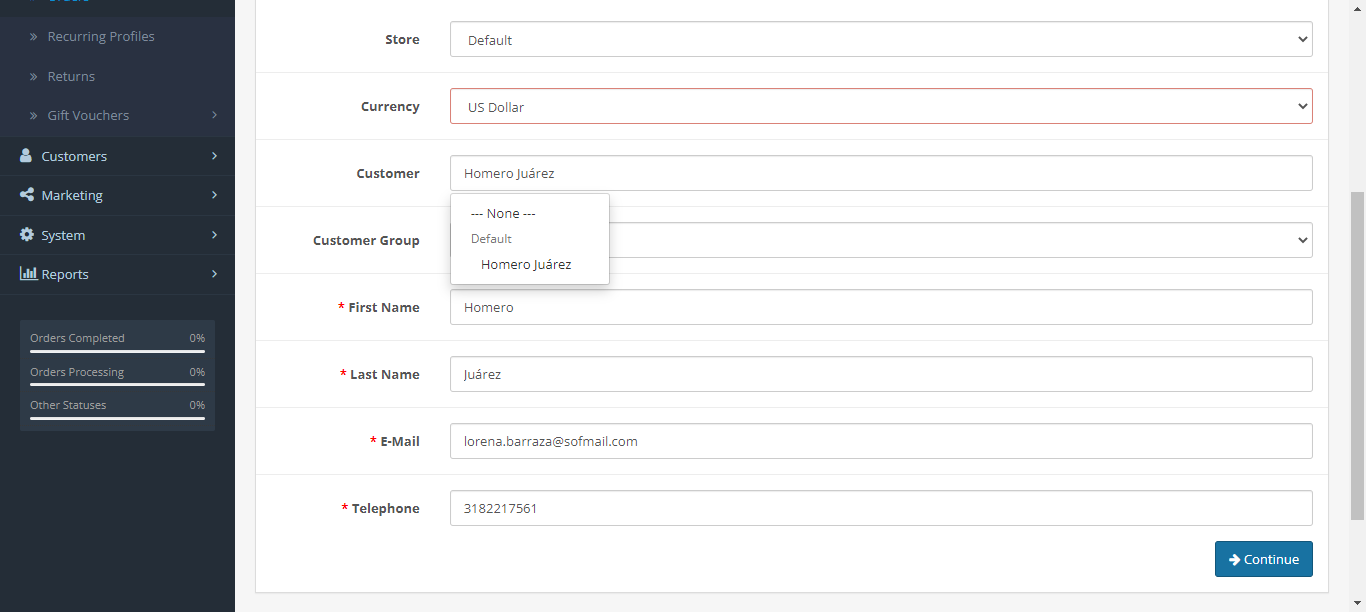 Orders
Recurring Profiles
Returns
Gift Vouchers
Customers
Marketing
System
Reports
Orders Completed 0%
Orders Processing 0%
Other Statuses 0%
Store Default
Currency US Dollar
Customer Homero Juárez
--- None ---
Default
Homero Juárez
Customer Group
* First Name Homero
* Last Name Juárez
* E-Mail lorena.barraza@sofmail.com
* Telephone 3182217561
Continue